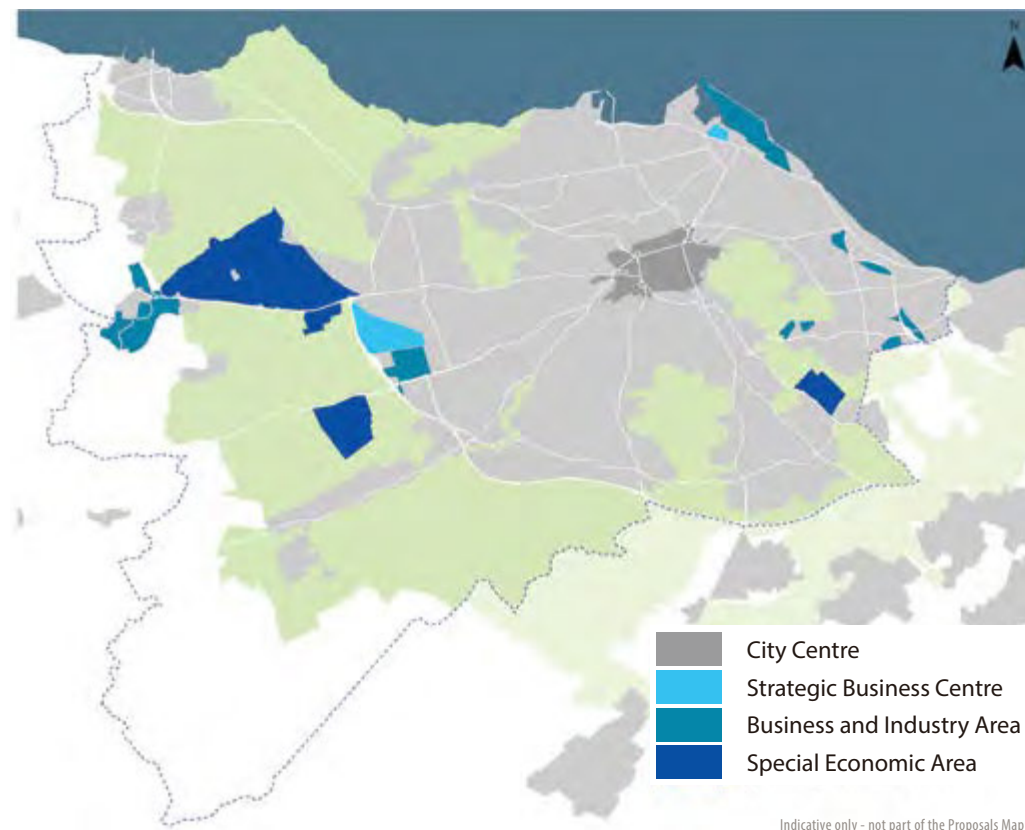 N
City Centre
Strategic Business Centre
Business and Industry Area
Special Economic Area
Indicative only - not part of the Proposals Map